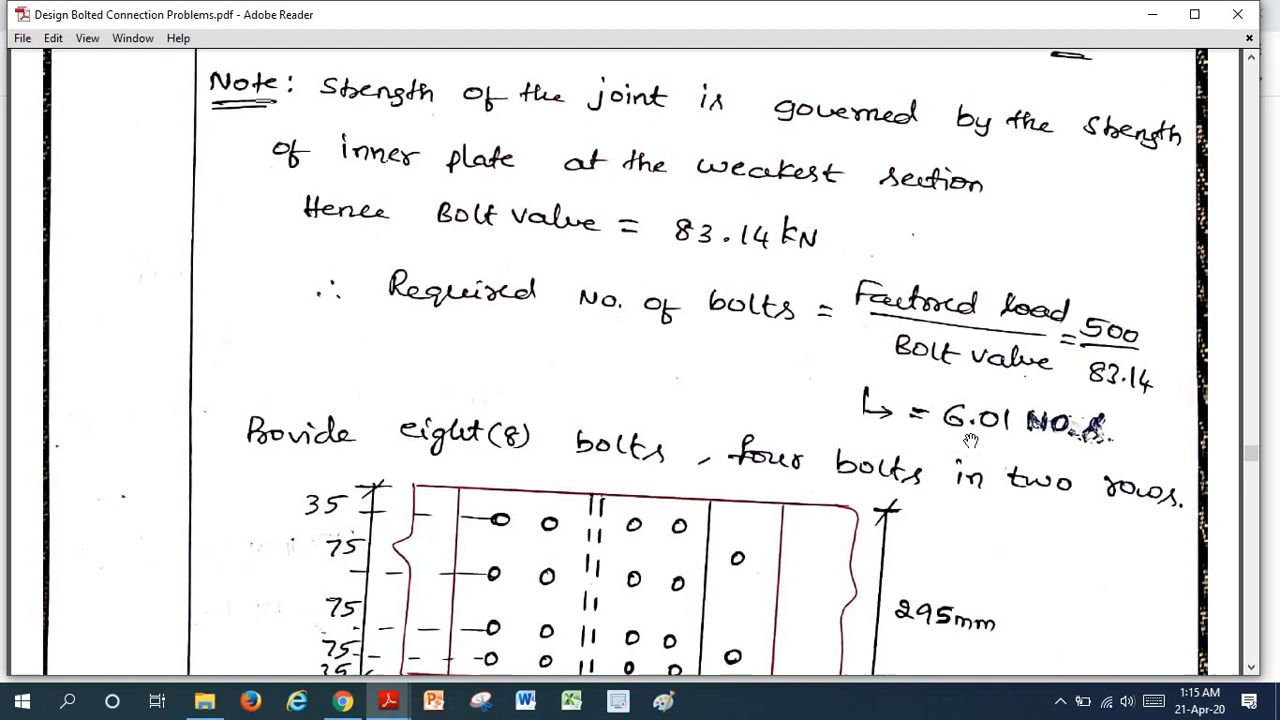 Design Bolted Connection Problems.pdf - Adobe Reader
File Edit View Window Help
Note: Strength of the joint is governed by the strength
of inner plate at the weakest section
Hence Bolt value = 83.14 kN
∴ Required No. of bolts = Factored load / Bolt value = 500 / 83.14
↳ = 6.01 No.s.
Provide eight(8) bolts, four bolts in two rows.
35
75
75
75
35
295mm
1:15 AM
21-Apr-20